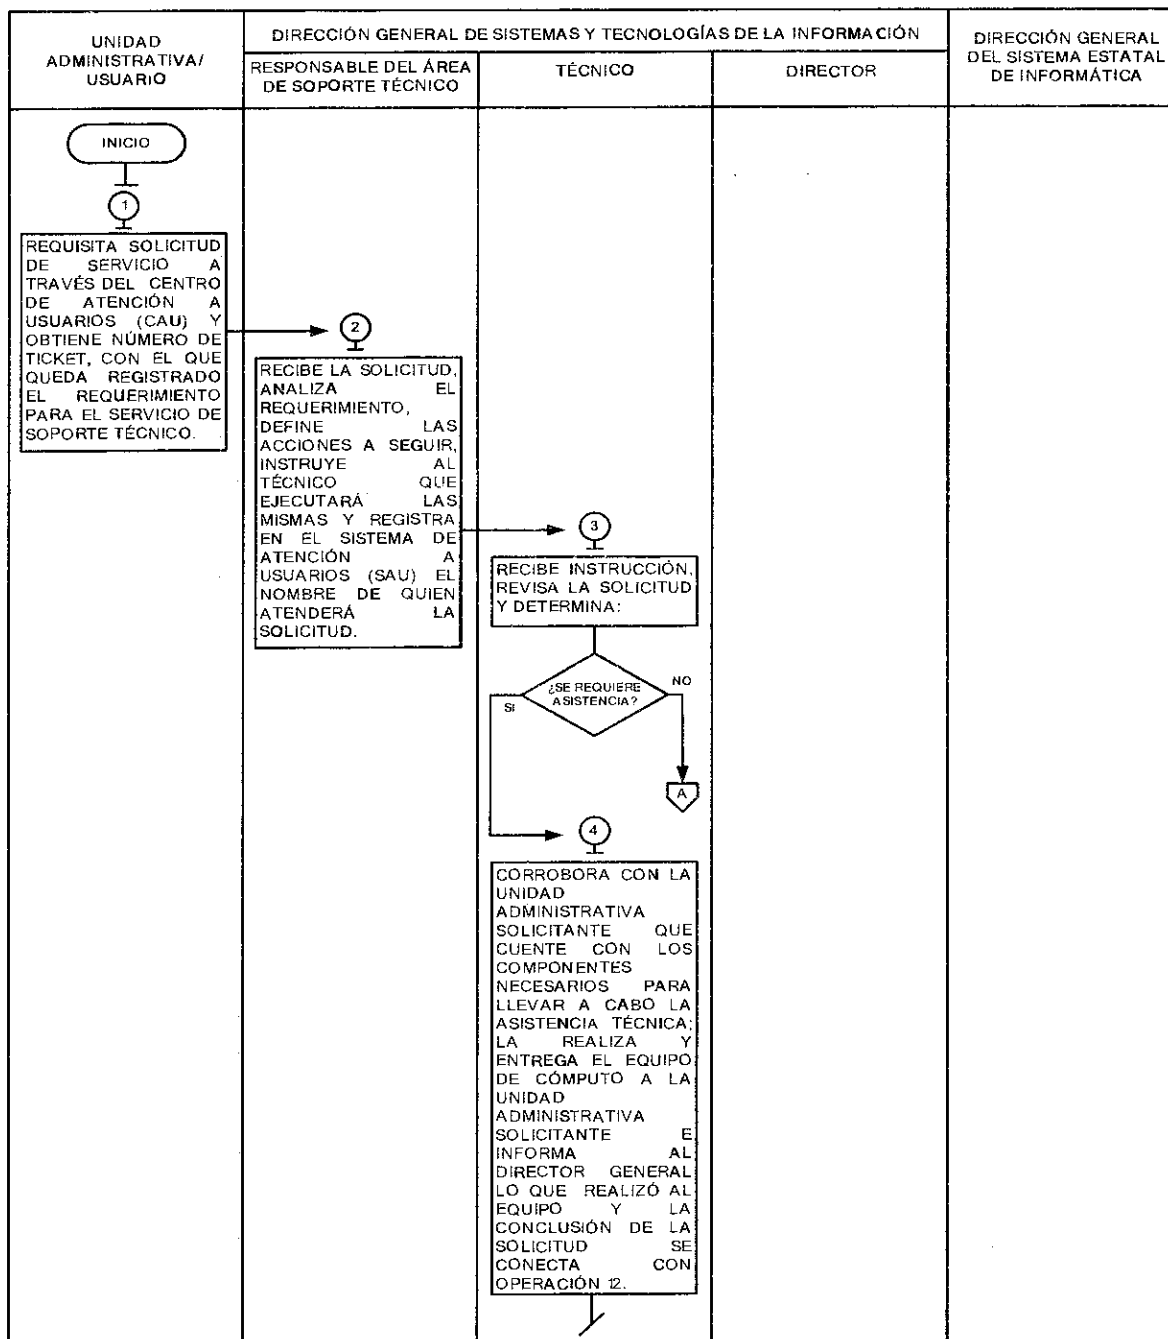 UNIDAD
ADMINISTRATIVA/
USUARIO
DIRECCIÓN GENERAL DE SISTEMAS Y TECNOLOGÍAS DE LA INFORMACIÓN
RESPONSABLE DEL ÁREA
DE SOPORTE TÉCNICO
TÉCNICO
DIRECTOR
DIRECCIÓN GENERAL
DEL SISTEMA ESTATAL
DE INFORMÁTICA
INICIO
1
REQUISITA SOLICITUD
DE SERVICIO A
TRAVÉS DEL CENTRO
DE ATENCIÓN A
USUARIOS (CAU) Y
OBTIENE NÚMERO DE
TICKET, CON EL QUE
QUEDA REGISTRADO
EL REQUERIMIENTO
PARA EL SERVICIO DE
SOPORTE TÉCNICO.
2
RECIBE LA SOLICITUD,
ANALIZA EL
REQUERIMIENTO,
DEFINE LAS
ACCIONES A SEGUIR,
INSTRUYE AL
TÉCNICO QUE
EJECUTARÁ LAS
MISMAS Y REGISTRA
EN EL SISTEMA DE
ATENCIÓN A
USUARIOS (SAU) EL
NOMBRE DE QUIEN
ATENDERÁ LA
SOLICITUD.
3
RECIBE INSTRUCCIÓN,
REVISA LA SOLICITUD
Y DETERMINA:
¿SE REQUIERE
ASISTENCIA?
SI
NO
A
4
CORROBORA CON LA
UNIDAD
ADMINISTRATIVA
SOLICITANTE QUE
CUENTE CON LOS
COMPONENTES
NECESARIOS PARA
LLEVAR A CABO LA
ASISTENCIA TÉCNICA;
LA REALIZA Y
ENTREGA EL EQUIPO
DE CÓMPUTO A LA
UNIDAD
ADMINISTRATIVA
SOLICITANTE E
INFORMA AL
DIRECTOR GENERAL
LO QUE REALIZÓ AL
EQUIPO Y LA
CONCLUSIÓN DE LA
SOLICITUD SE
CONECTA CON
OPERACIÓN 12.